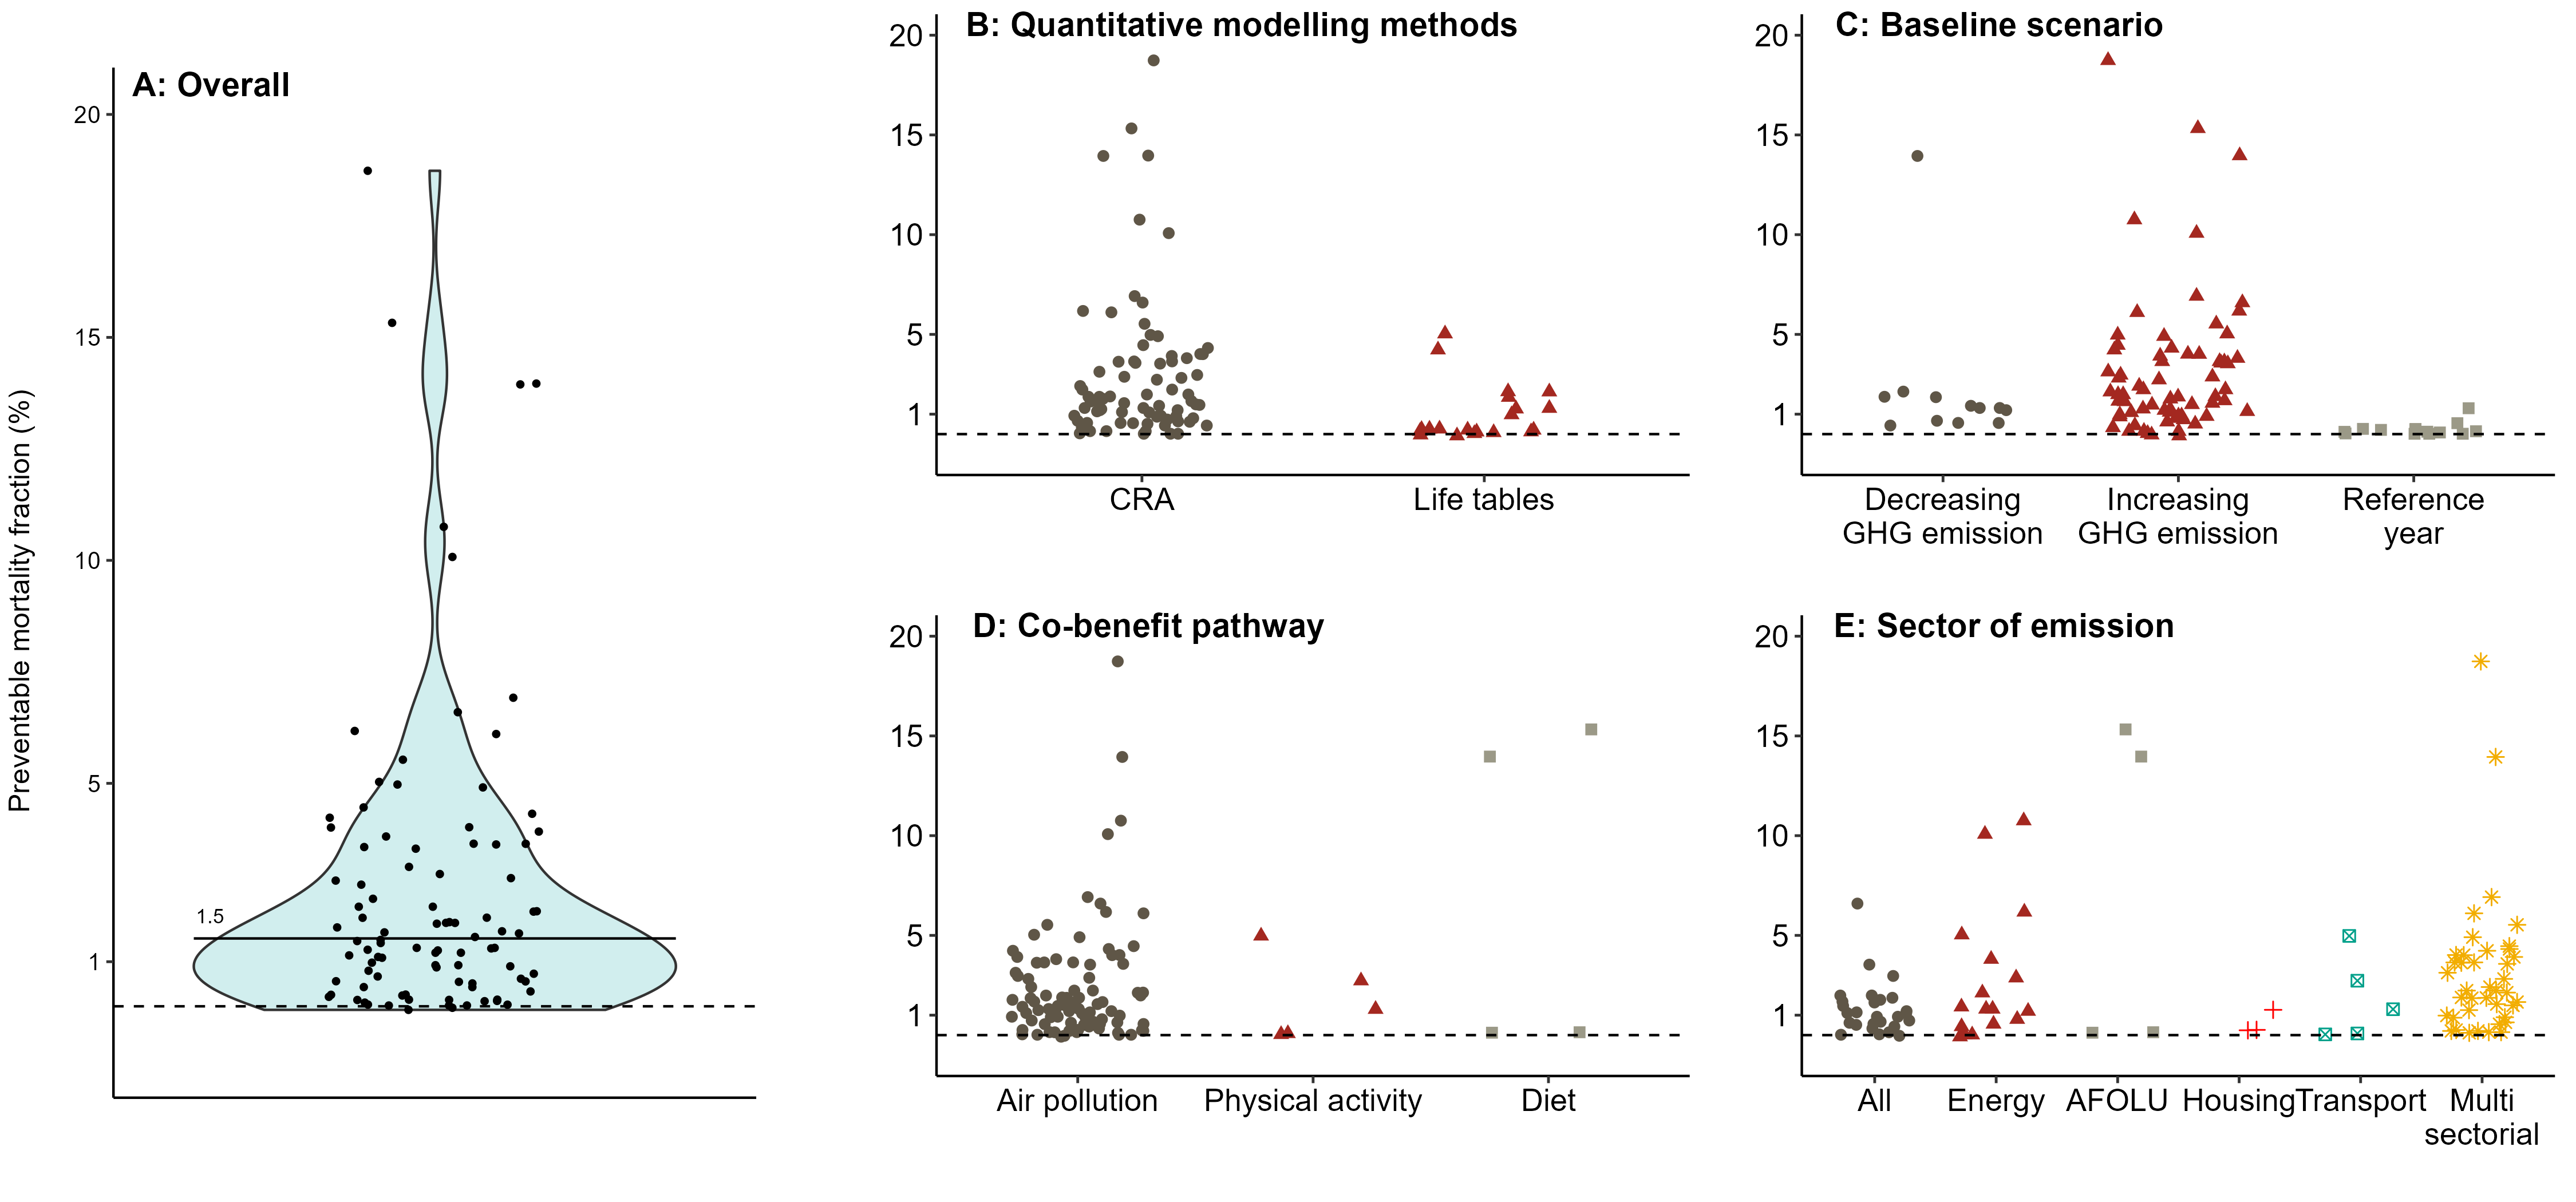 Preventable mortality fraction (%)
A: Overall
20
15
10
5
1
1.5
B: Quantitative modelling methods
20
15
10
5
1
CRA
Life tables
C: Baseline scenario
20
15
10
5
1
Decreasing
GHG emission
Increasing
GHG emission
Reference
year
D: Co-benefit pathway
20
15
10
5
1
Air pollution
Physical activity
Diet
E: Sector of emission
20
15
10
5
1
All
Energy
AFOLU
Housing
Transport
Multi
sectorial